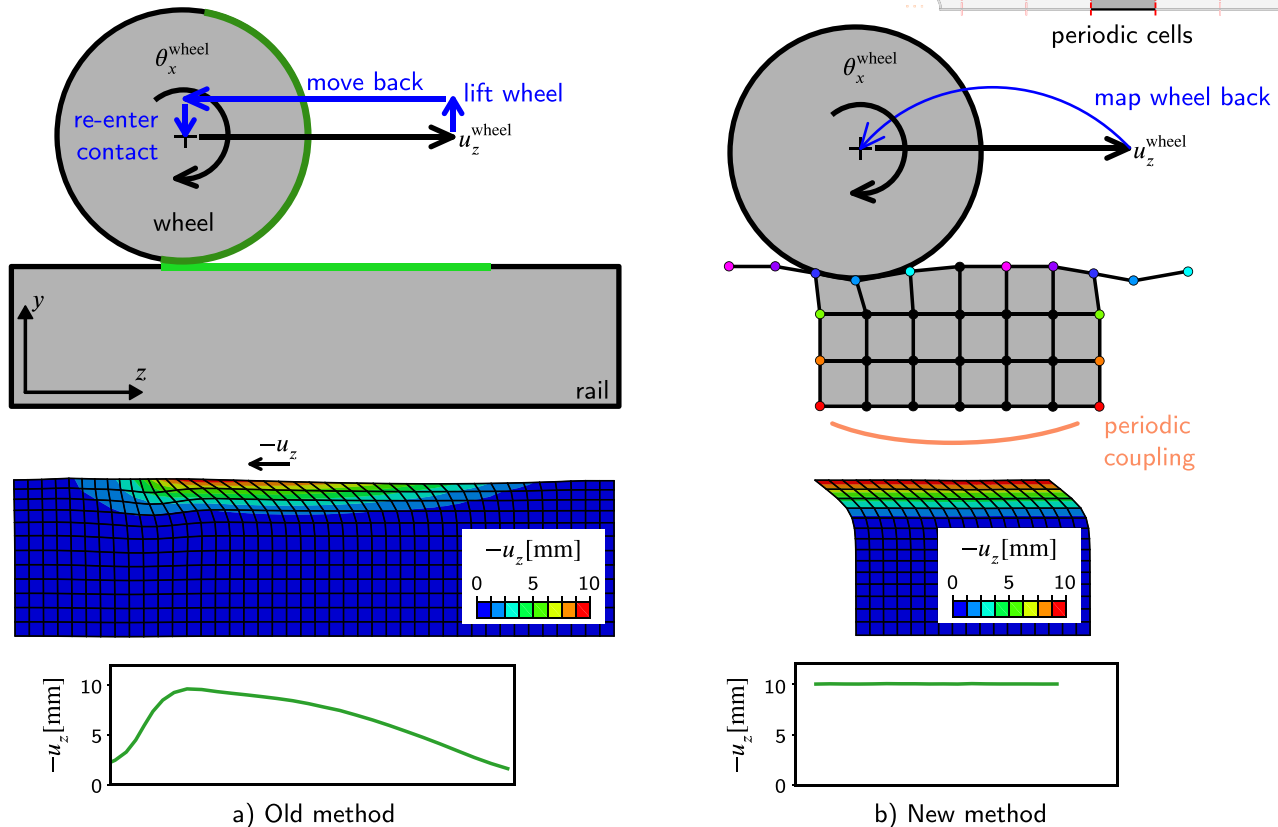 ...
periodic cells
θ_x^wheel
move back
lift wheel
re-enter
contact
u_z^wheel
wheel
y
z
rail
θ_x^wheel
map wheel back
u_z^wheel
periodic
coupling
−u_z
−u_z[mm]
0 5 10
−u_z[mm]
0 5 10
−u_z[mm]
10
5
0
a) Old method
−u_z[mm]
10
5
0
b) New method